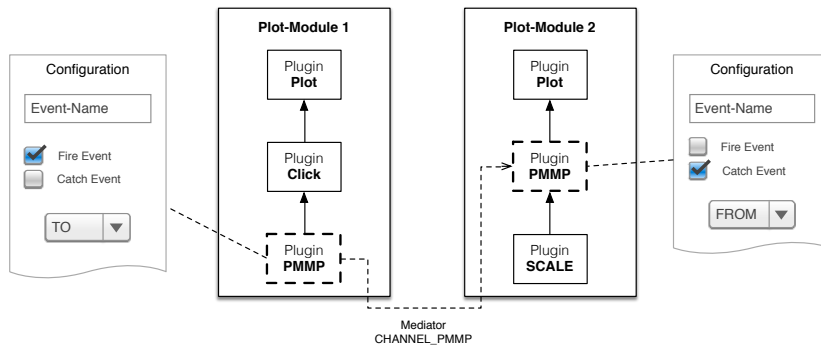 Plot-Module 1
Plot-Module 2
Configuration
Event-Name
Fire Event
Catch Event
TO
Plugin
Plot
Plugin
Click
Plugin
PMMP
Plugin
Plot
Plugin
PMMP
Plugin
SCALE
Configuration
Event-Name
Fire Event
Catch Event
FROM
Mediator
CHANNEL_PMMP